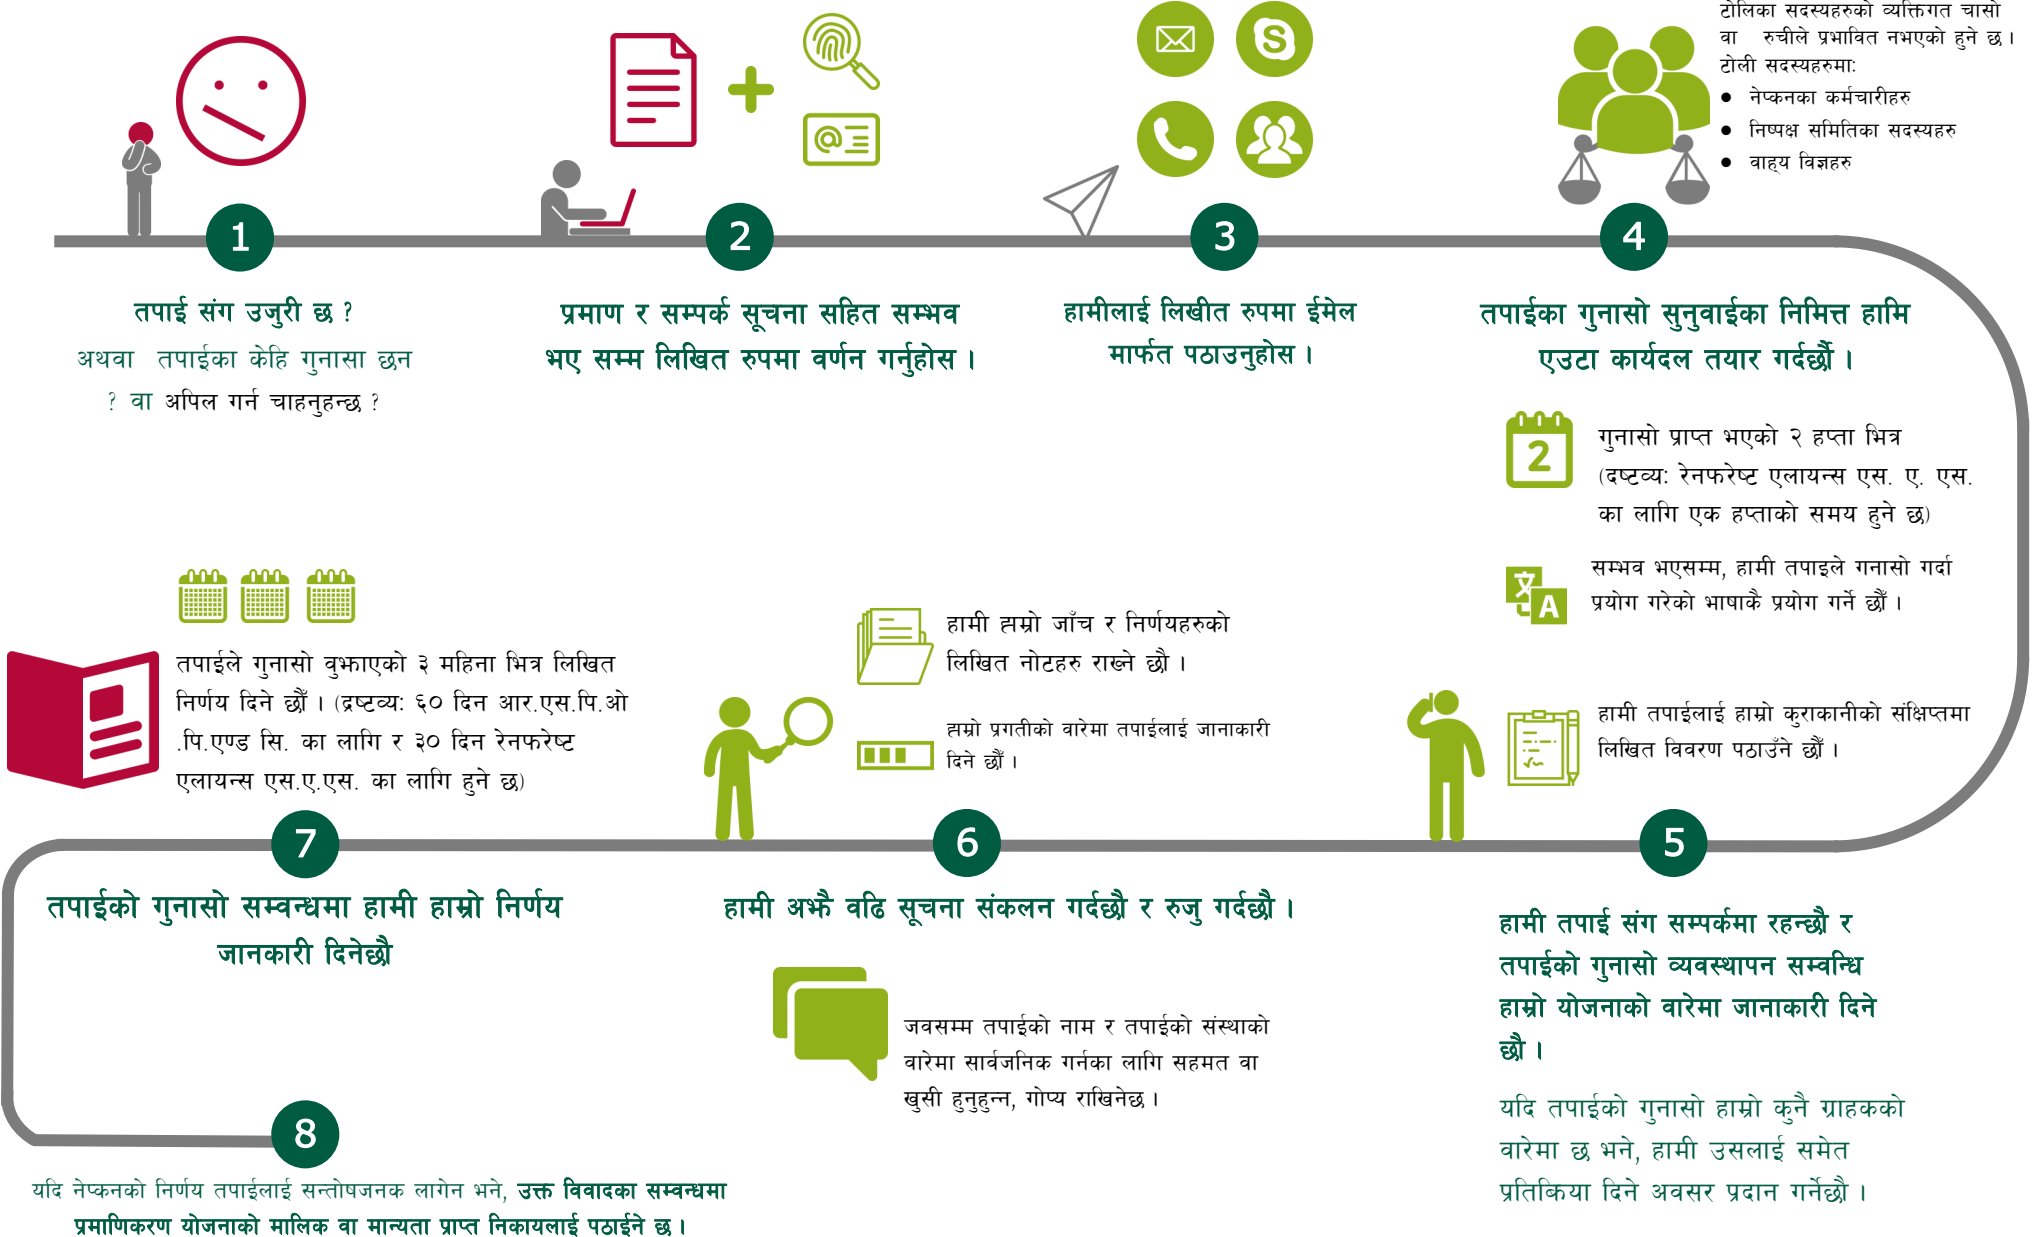 1
तपाई संग उजुरी छ ?
अथवा तपाईका केहि गुनासा छन
? वा अपिल गर्न चाहनुहन्छ ?
2
प्रमाण र सम्पर्क सूचना सहित सम्भव
भए सम्म लिखित रुपमा वर्णन गर्नुहोस ।
3
हामीलाई लिखीत रुपमा ईमेल
मार्फत पठाउनुहोस ।
टोलिका सदस्यहरुको व्यक्तिगत चासो
वा रुचीले प्रभावित नभएको हुने छ ।
टोली सदस्यहरुमाः
• नेप्कनका कर्मचारीहरु
• निष्पक्ष समितिका सदस्यहरु
• वाह्य विज्ञहरु
4
तपाईका गुनासो सुनुवाईका निमित्त हामि
एउटा कार्यदल तयार गर्दछौं ।
2
गुनासो प्राप्त भएको २ हप्ता भित्र
(दष्टव्यः रेनफरेष्ट एलायन्स एस. ए. एस.
का लागि एक हप्ताको समय हुने छ)
A
सम्भव भएसम्म, हामी तपाइले गनासो गर्दा
प्रयोग गरेको भाषाकै प्रयोग गर्ने छौं ।
हामी तपाईलाई हाम्रो कुराकानीको संक्षिप्तमा
लिखित विवरण पठाउँने छौं ।
5
हामी तपाई संग सम्पर्कमा रहन्छौ र
तपाईको गुनासो व्यवस्थापन सम्वन्धि
हाम्रो योजनाको वारेमा जानाकारी दिने
छौ ।
यदि तपाईको गुनासो हाम्रो कुनै ग्राहकको
वारेमा छ भने, हामी उसलाई समेत
प्रतिक्रिया दिने अवसर प्रदान गर्नेछौ ।
हामी हाम्रो जाँच र निर्णयहरुको
लिखित नोटहरु राख्ने छौ ।
हाम्रो प्रगतीको वारेमा तपाईलाई जानाकारी
दिने छौं ।
6
हामी अझै वढि सूचना संकलन गर्दछौ र रुजु गर्दछौ ।
जवसम्म तपाईको नाम र तपाईको संस्थाको
वारेमा सार्वजनिक गर्नका लागि सहमत वा
खुसी हुनुहुन्न, गोप्य राखिनेछ ।
तपाईले गुनासो वुझाएको ३ महिना भित्र लिखित
निर्णय दिने छौं । (द्रष्टव्यः ६० दिन आर.एस.पि.ओ
.पि.एण्ड सि. का लागि र ३० दिन रेनफरेष्ट
एलायन्स एस.ए.एस. का लागि हुने छ)
7
तपाईको गुनासो सम्वन्धमा हामी हाम्रो निर्णय
जानकारी दिनेछौ
8
यदि नेप्कनको निर्णय तपाईलाई सन्तोषजनक लागेन भने, उक्त विवादका सम्वन्धमा
प्रमाणिकरण योजनाको मालिक वा मान्यता प्राप्त निकायलाई पठाईने छ ।